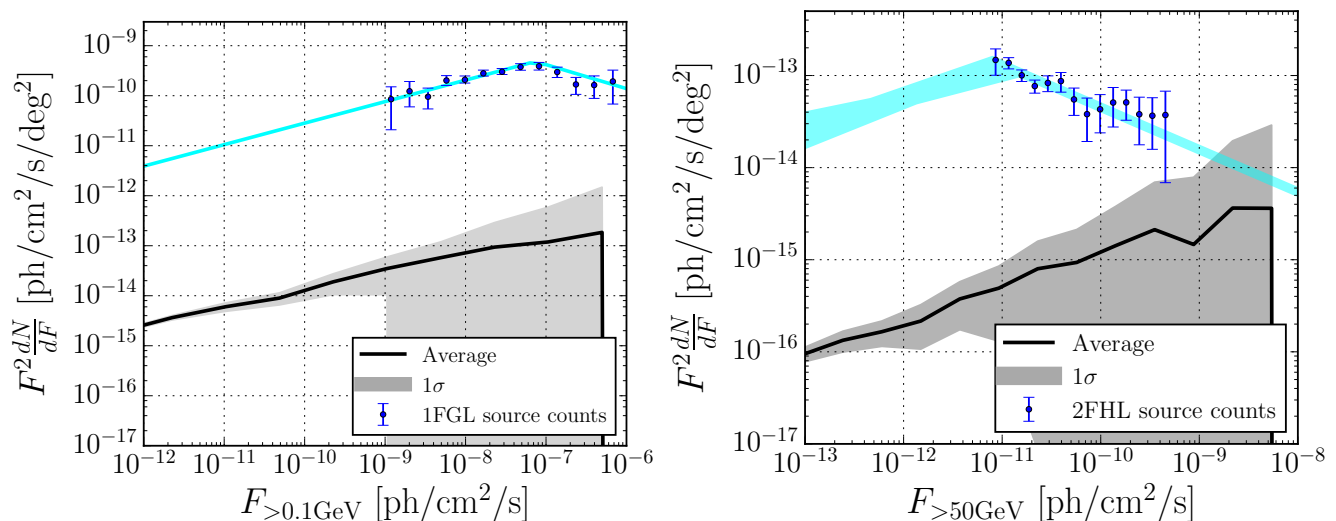 10^{-9}
10^{-10}
10^{-11}
10^{-12}
10^{-13}
10^{-14}
10^{-15}
10^{-16}
10^{-17}
F^2 \frac{dN}{dF} [ph/cm^2/s/deg^2]
Average
1σ
1FGL source counts
10^{-12} 10^{-11} 10^{-10} 10^{-9} 10^{-8} 10^{-7} 10^{-6}
F_{>0.1GeV} [ph/cm^2/s]
10^{-13}
10^{-14}
10^{-15}
10^{-16}
10^{-17}
F^2 \frac{dN}{dF} [ph/cm^2/s/deg^2]
Average
1σ
2FHL source counts
10^{-13} 10^{-12} 10^{-11} 10^{-10} 10^{-9} 10^{-8}
F_{>50GeV} [ph/cm^2/s]